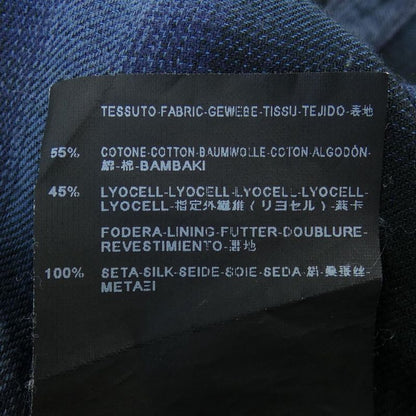 TESSUTO-FABRIC-GEWEBE-TISSU-TEJIDO-表地
55% COTONE-COTTON-BAUMWOLLE-COTON-ALGODÓN-
綿-棉-BAMBAKI
45% LYOCELL-LYOCELL-LYOCELL-LYOCELL-
LYOCELL-指定外繊維(リヨセル)-莱卡
FODERA-LINING-FUTTER-DOUBLURE-
REVESTIMIENTO-裏地
100% SETA-SILK-SEIDE-SOIE-SEDA 絹-桑蚕丝-
METAΞI